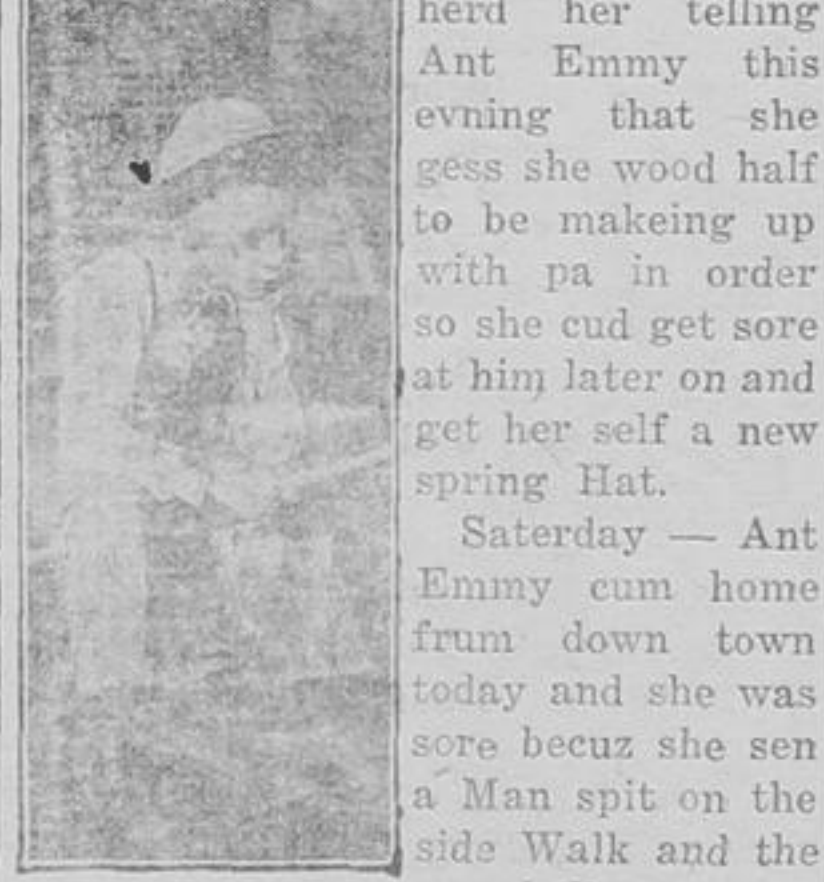 herd her telling
Ant Emmy this
evning that she
gess she wood half
to be makeing up
with pa in order
so she cud get sore
at him later on and
get her self a new
spring Hat.
Saterday — Ant
Emmy cum home
frum down town
today and she was
sore becuz she sen
a Man spit on the
side Walk and the